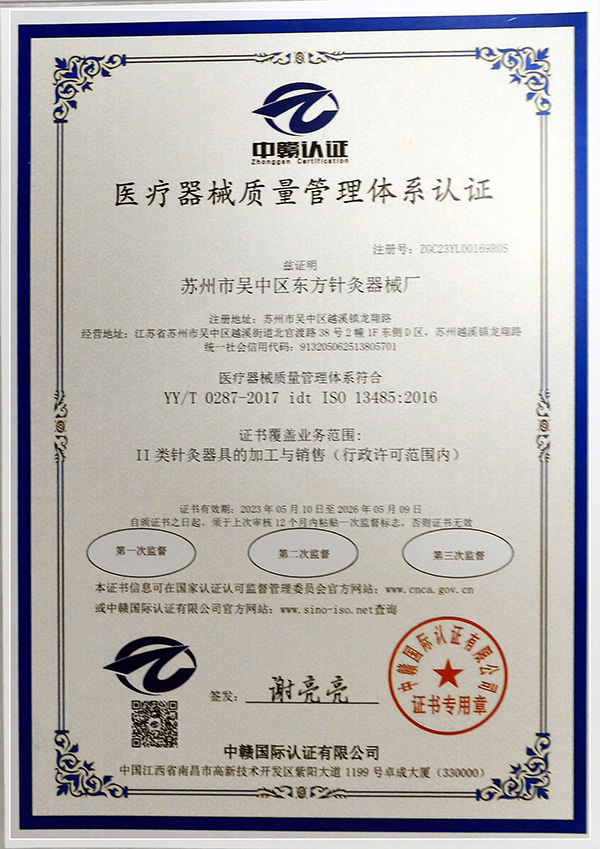 中赣认证
Zhonggan Certification
医疗器械质量管理体系认证
注册号：ZGC23YL00169R0S
兹证明
苏州市吴中区东方针灸器械厂
注册地址：苏州市吴中区越溪镇龙翔路
经营地址：江苏省苏州市吴中区越溪街道北官渡路38号2幢1F东侧D区，苏州越溪镇龙翔路
统一社会信用代码：913205062513805701
医疗器械质量管理体系符合
YY/T 0287-2017 idt ISO 13485:2016
证书覆盖业务范围：
II类针灸器具的加工与销售（行政许可范围内）
证书有效期：2023年05月10日至2026年05月09日
自颁证书之日起，须于上次审核12个月内粘贴一次监督标志，否则证书无效
第一次监督 第二次监督 第三次监督
本证书信息可在国家认证认可监督管理委员会官方网站：www.cnca.gov.cn
或中赣国际认证有限公司官方网站：www.sino-iso.net查询
签发：谢亮亮
中赣国际认证有限公司
证书专用章
中赣国际认证有限公司
中国江西省南昌市高新技术开发区紫阳大道1199号卓成大厦（330000）